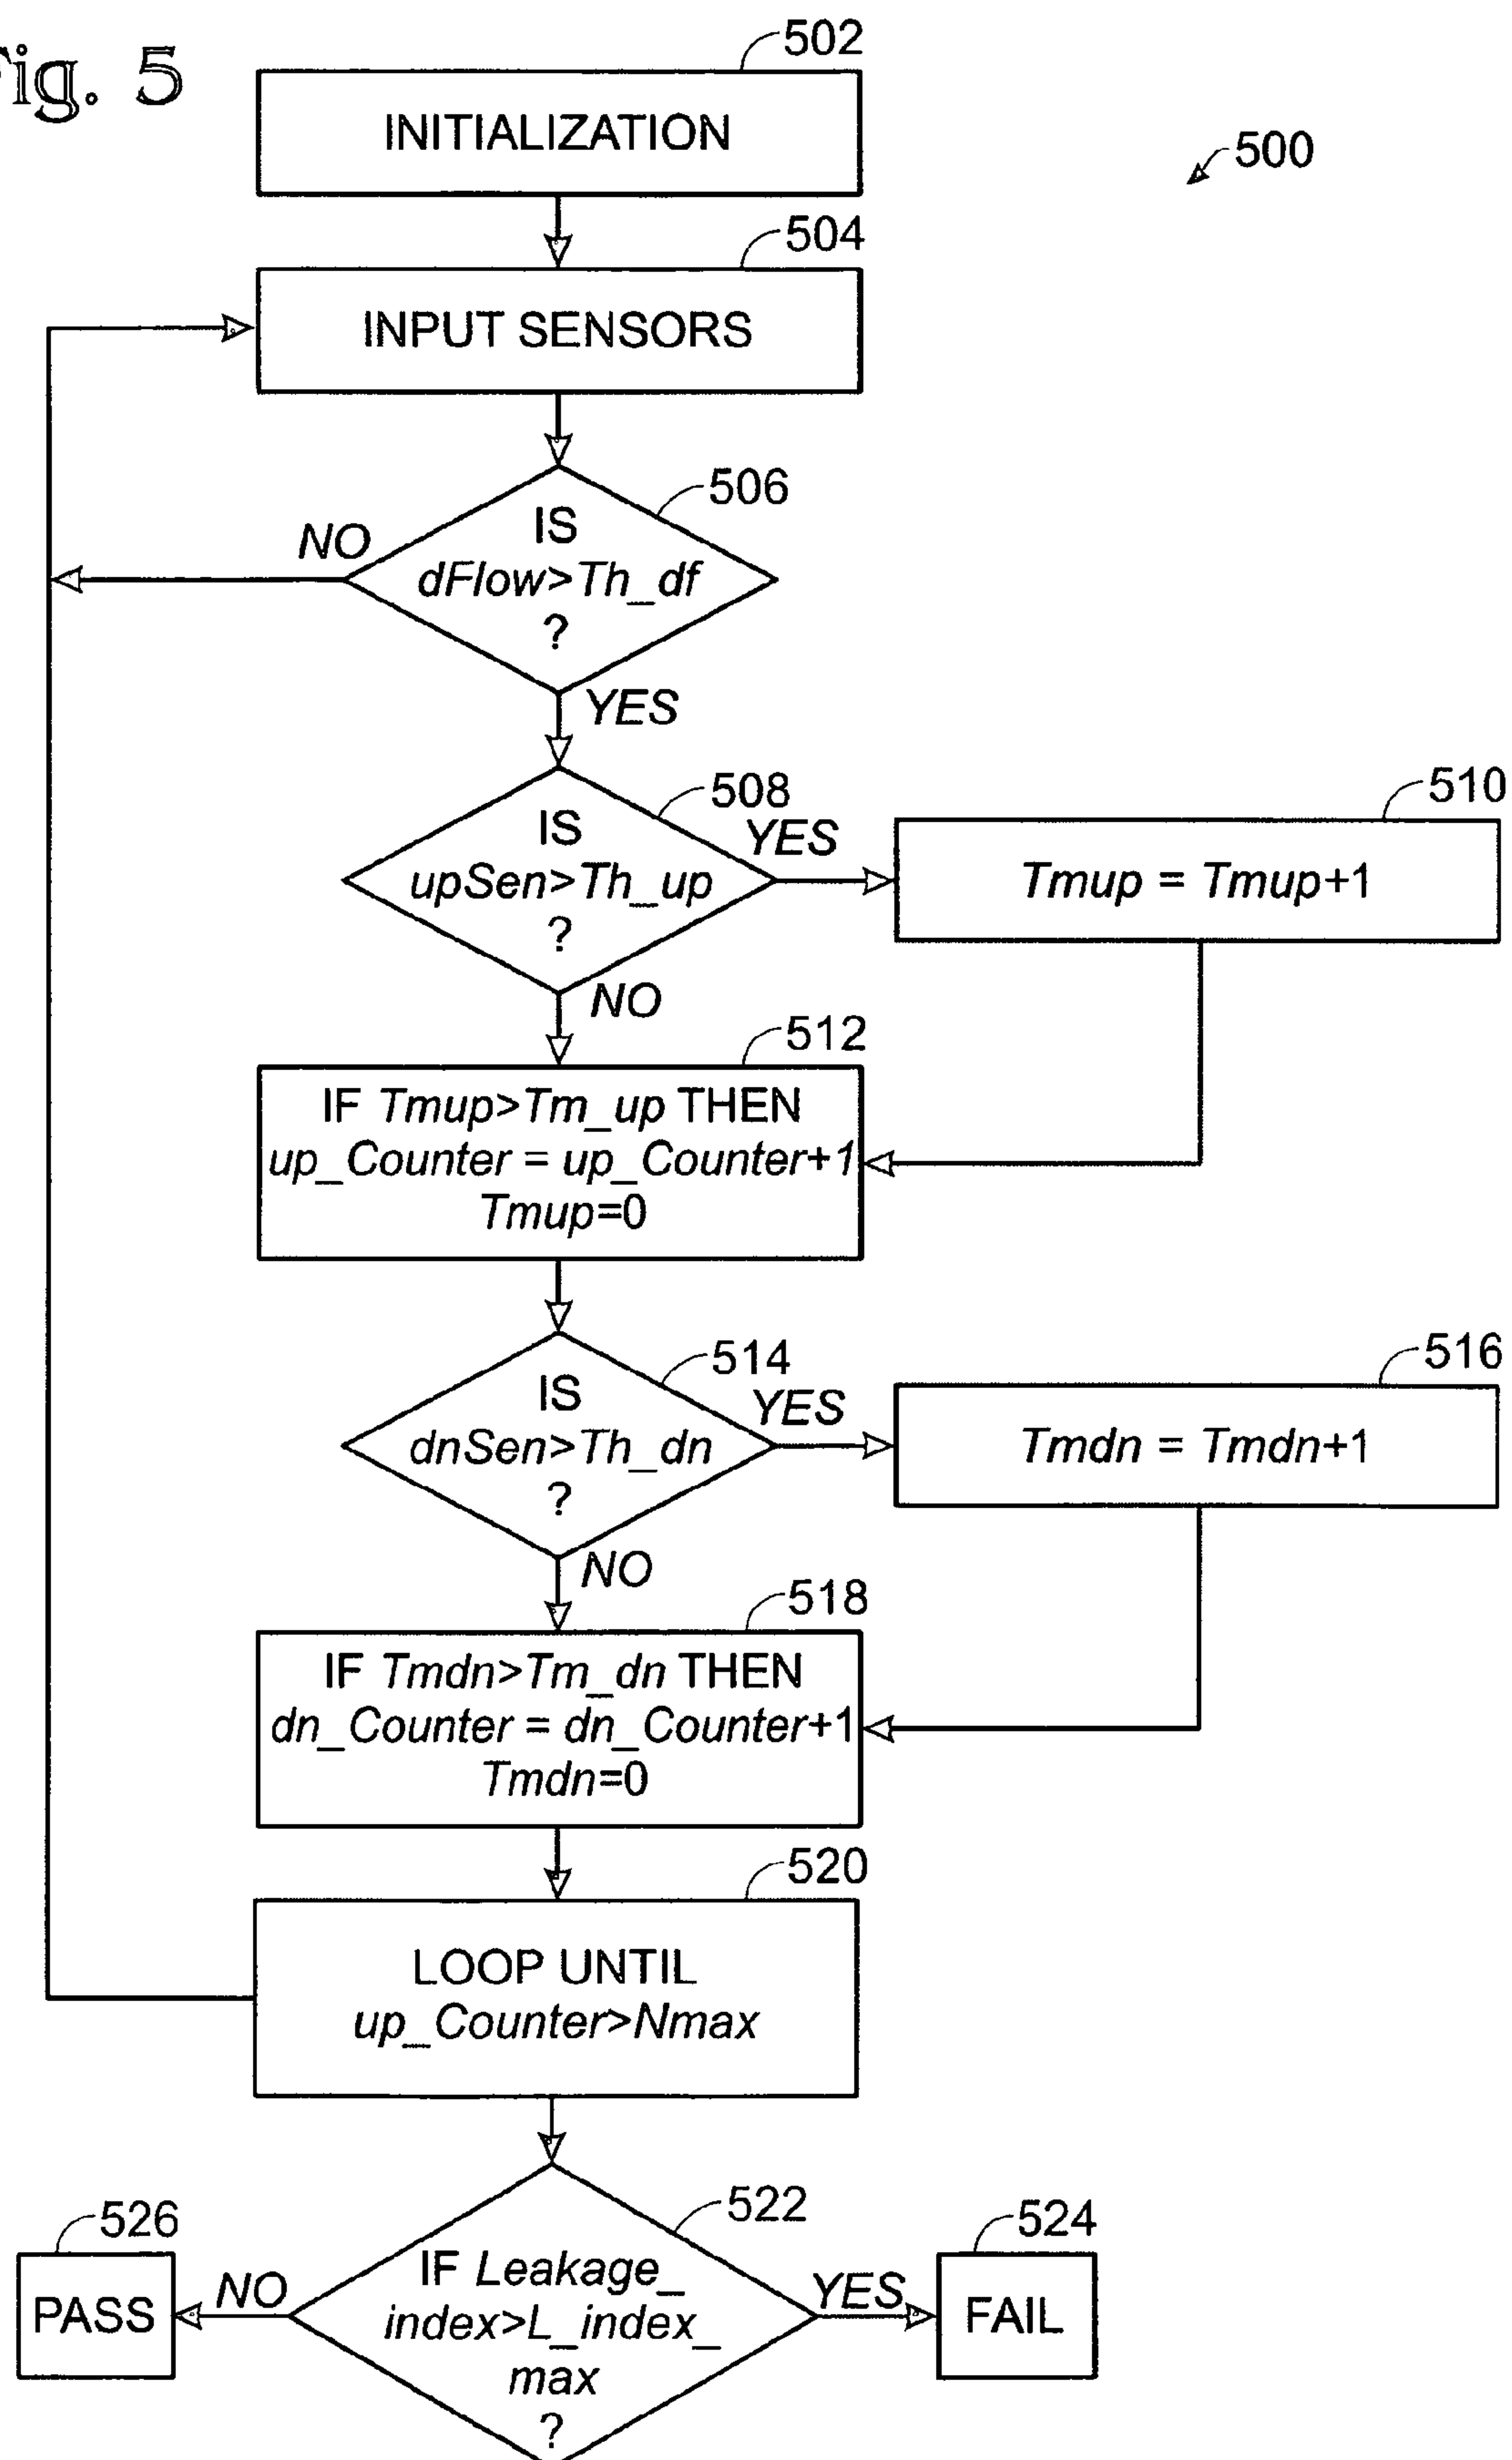 Fig. 5
502
INITIALIZATION
500
504
INPUT SENSORS
506
IS
dFlow>Th_df
?
NO
YES
508
IS
upSen>Th_up
?
YES
510
Tmup = Tmup+1
NO
512
IF Tmup>Tm_up THEN
up_Counter = up_Counter+1
Tmup=0
514
IS
dnSen>Th_dn
?
YES
516
Tmdn = Tmdn+1
NO
518
IF Tmdn>Tm_dn THEN
dn_Counter = dn_Counter+1
Tmdn=0
520
LOOP UNTIL
up_Counter>Nmax
522
IF Leakage_
index>L_index_
max
?
NO
526
PASS
YES
524
FAIL